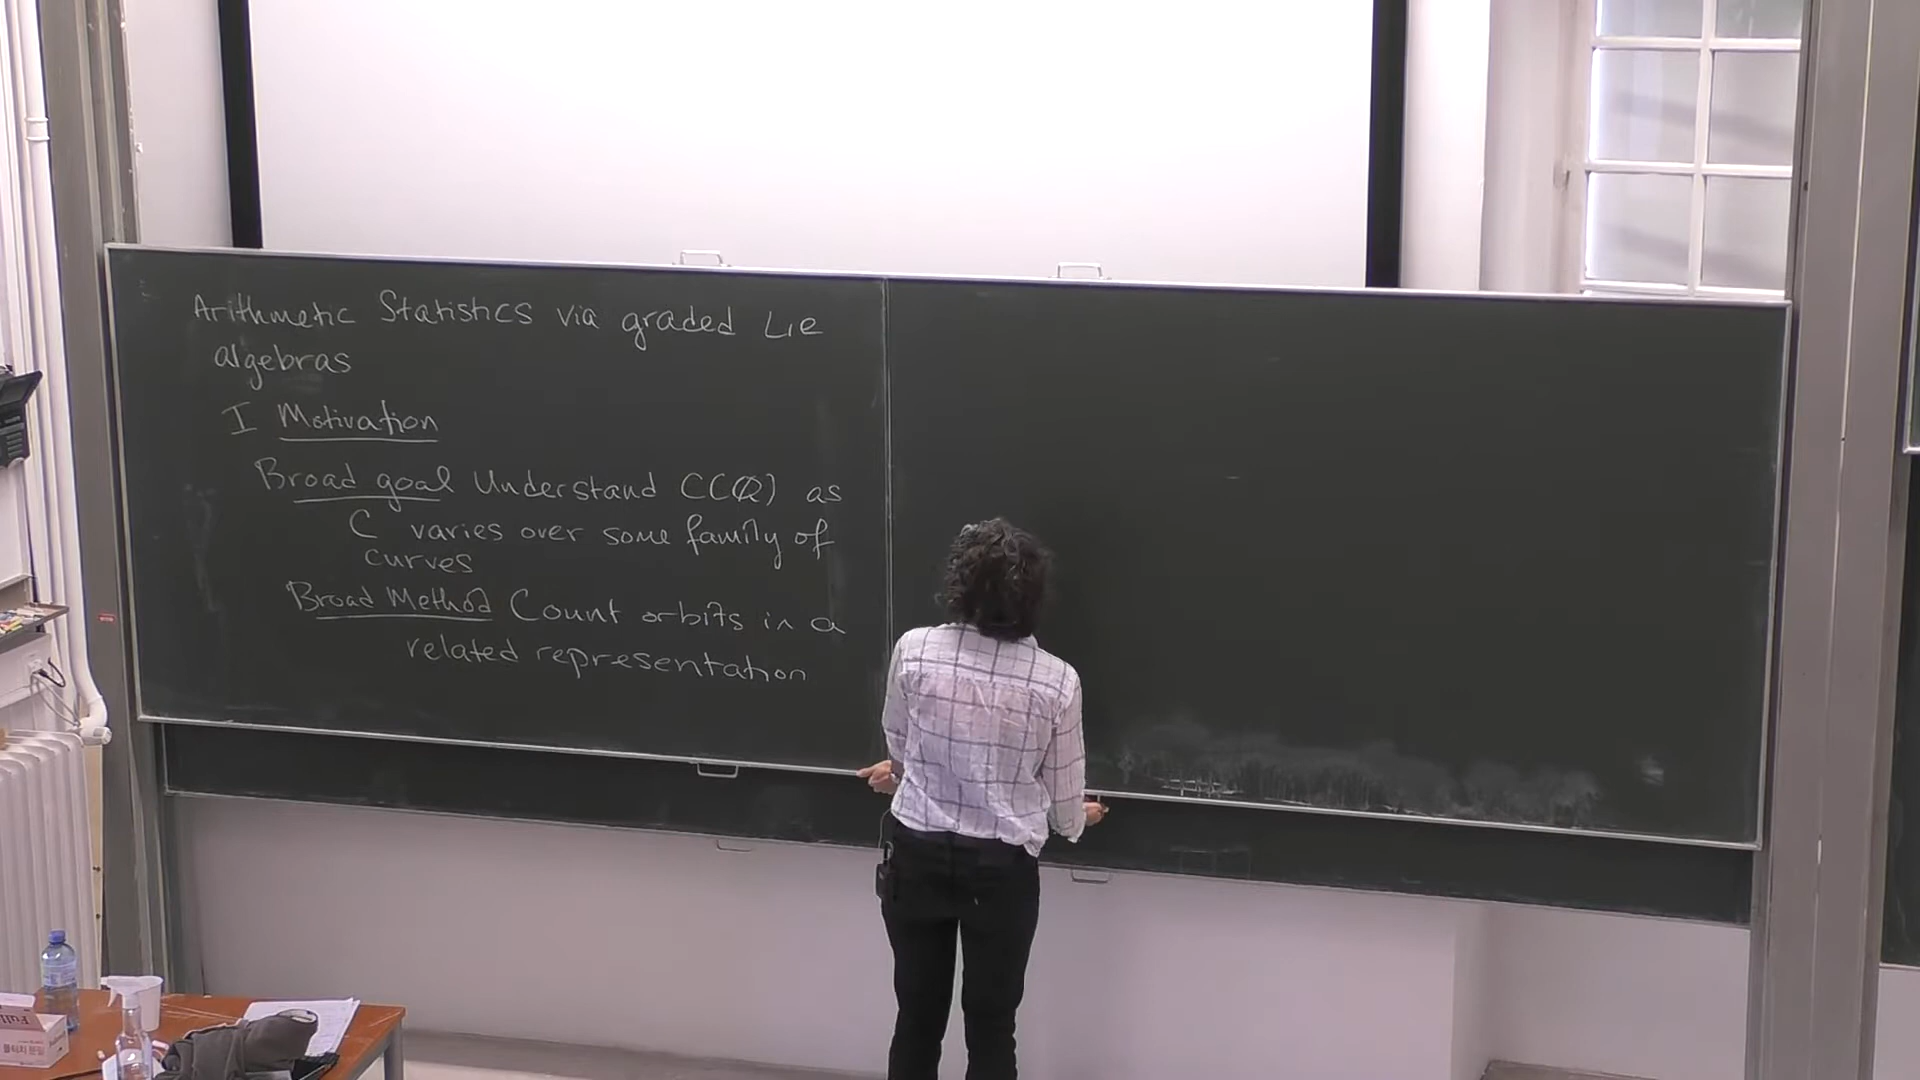 Arithmetic Statistics via graded Lie
algebras
I Motivation
Broad goal Understand C(Q) as
C varies over some family of
curves
Broad Method Count orbits in a
related representation